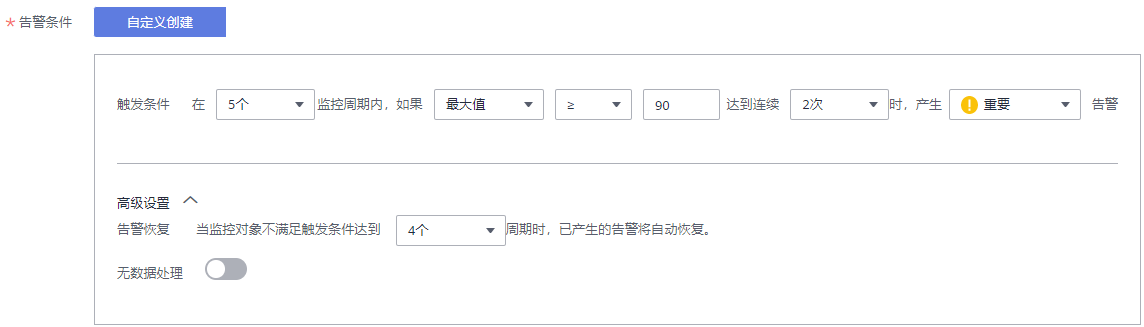 * 告警条件 自定义创建
触发条件 在 5个 监控周期内，如果 最大值 ≥ 90 达到连续 2次 时，产生 重要 告警
高级设置
告警恢复 当监控对象不满足触发条件达到 4个 周期时，已产生的告警将自动恢复。
无数据处理